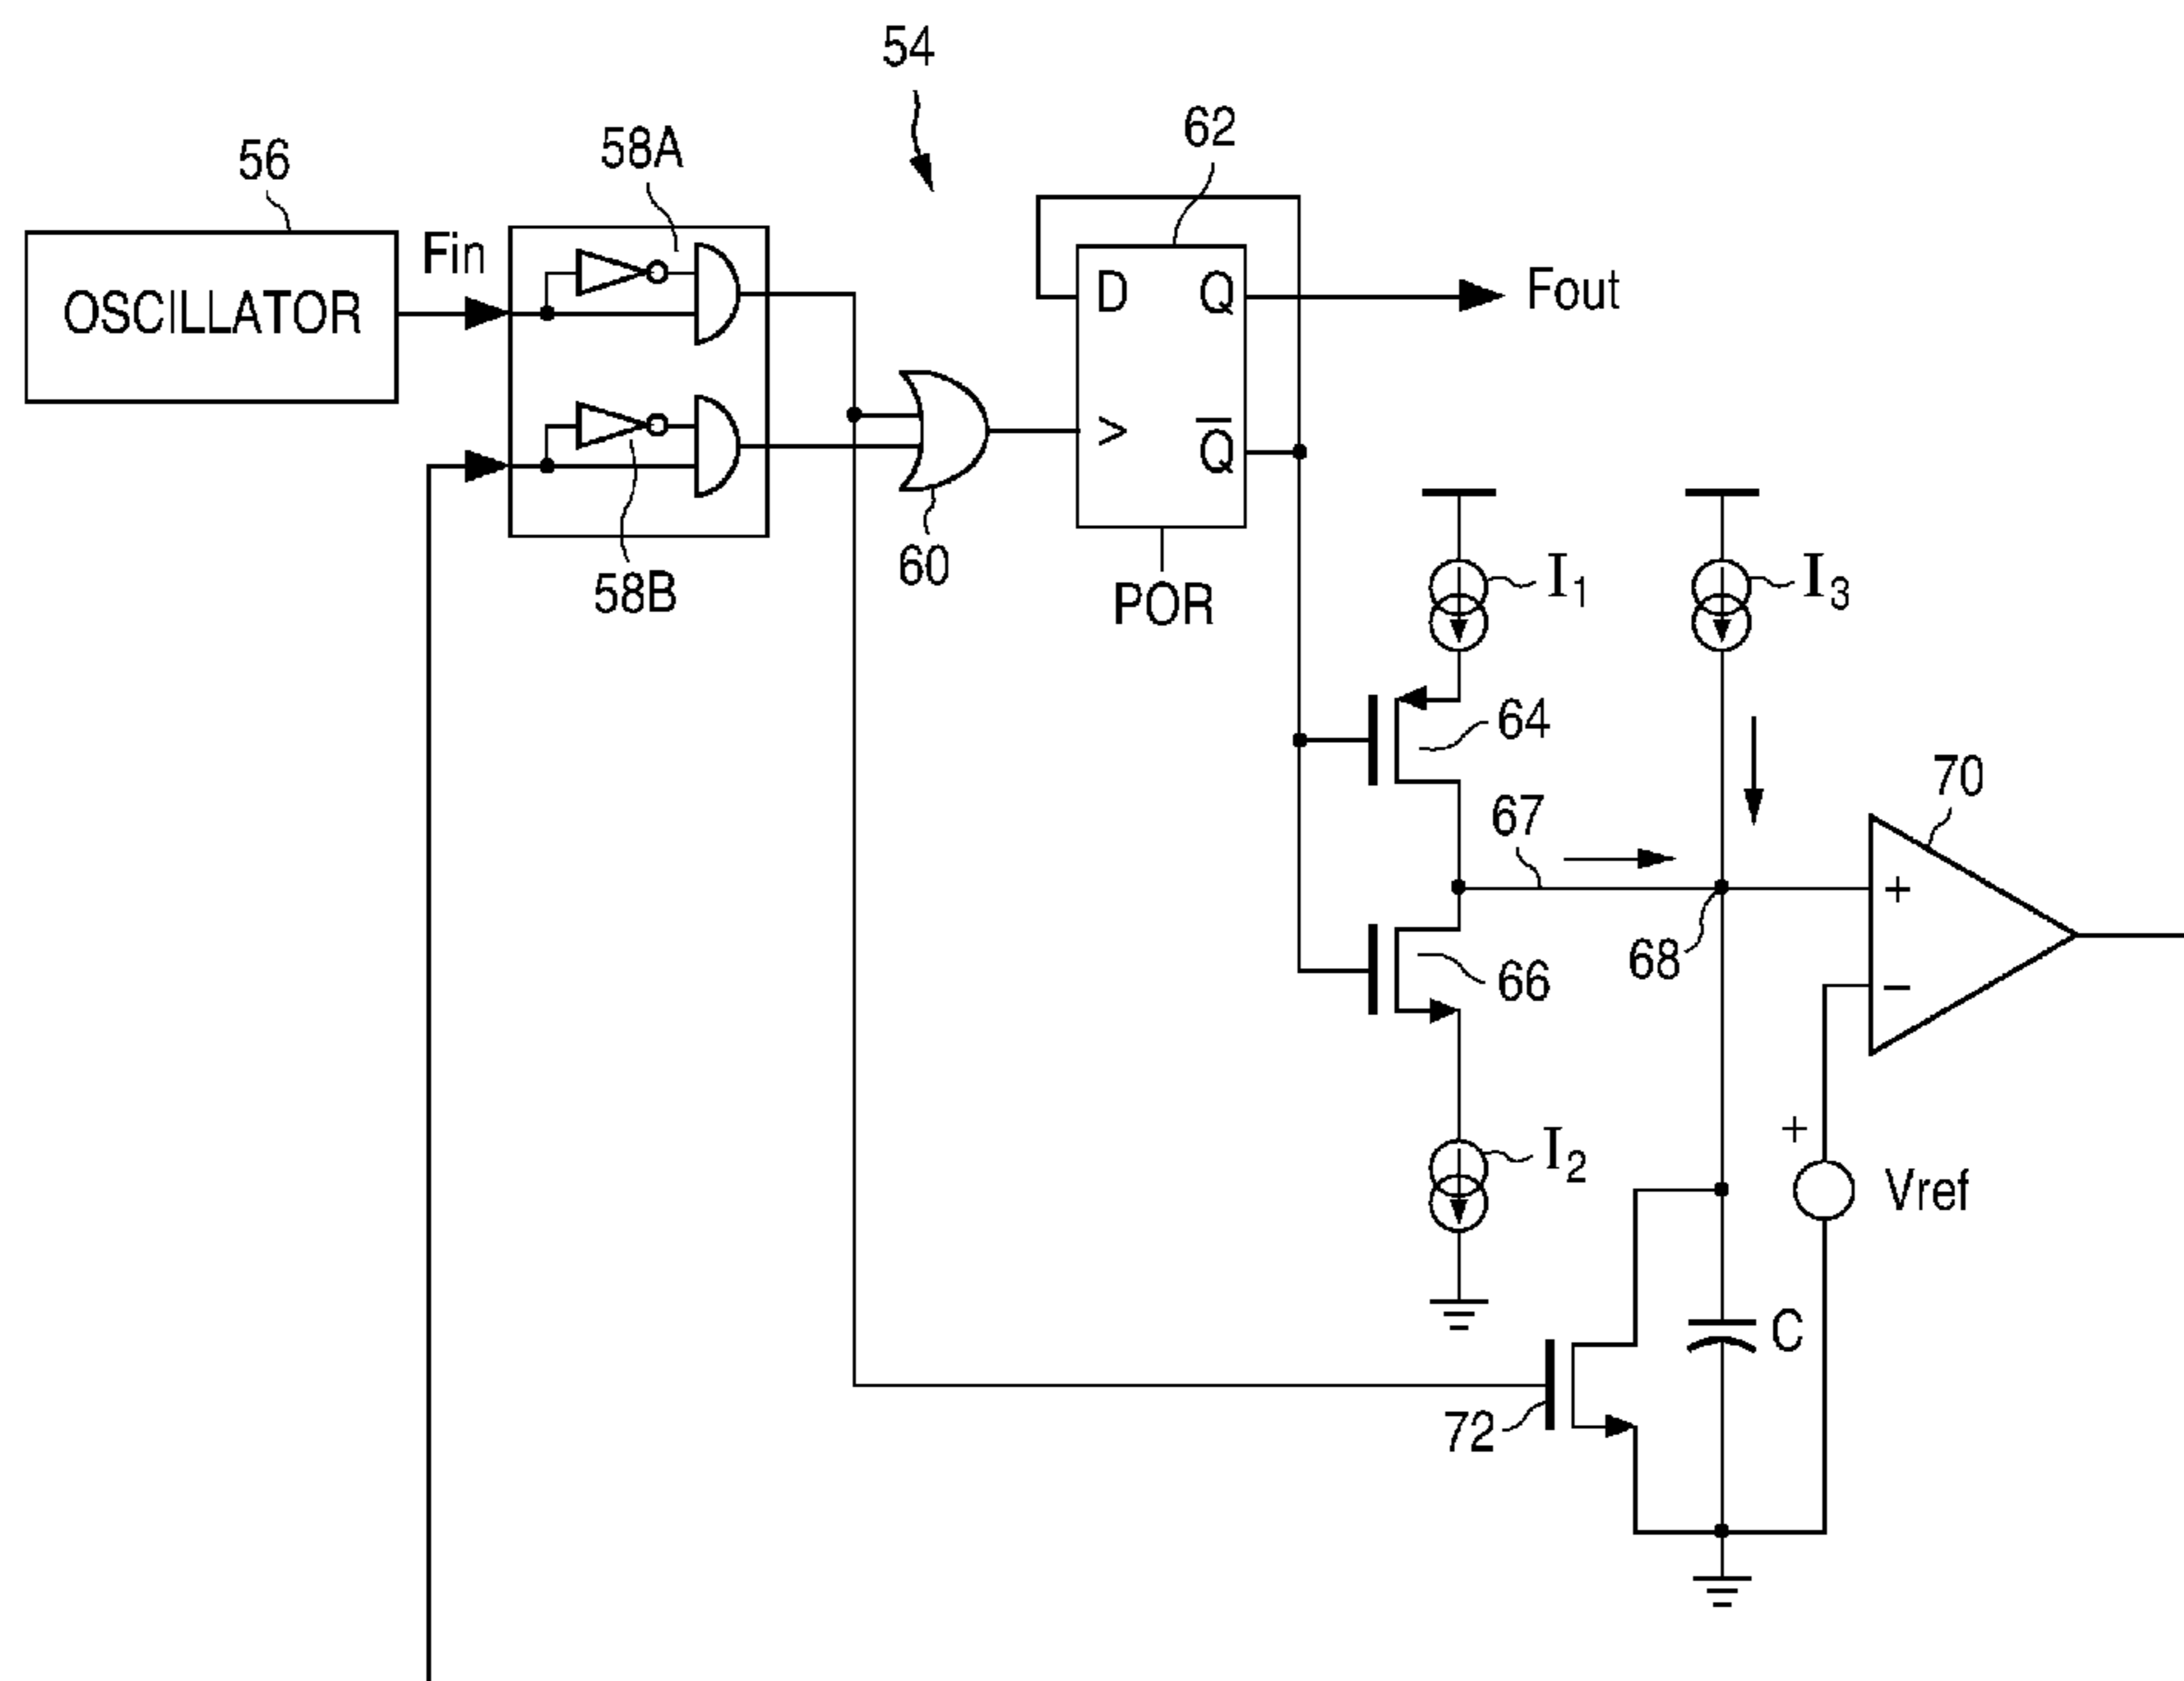 54
62
58A
56
Fin
OSCILLATOR
D
Q
Fout
>
Q̅
58B
60
POR
I₁
I₃
64
70
67
+
68
66
−
+
I₂
Vref
C
72